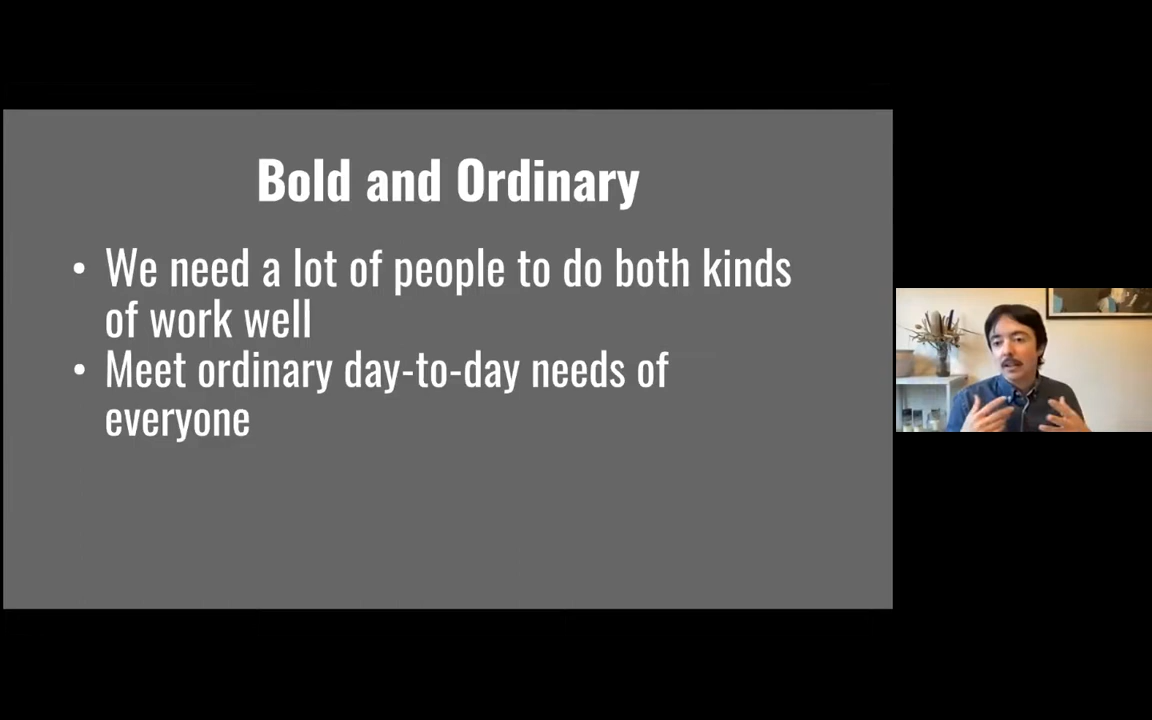 Bold and Ordinary
• We need a lot of people to do both kinds
of work well
• Meet ordinary day-to-day needs of
everyone